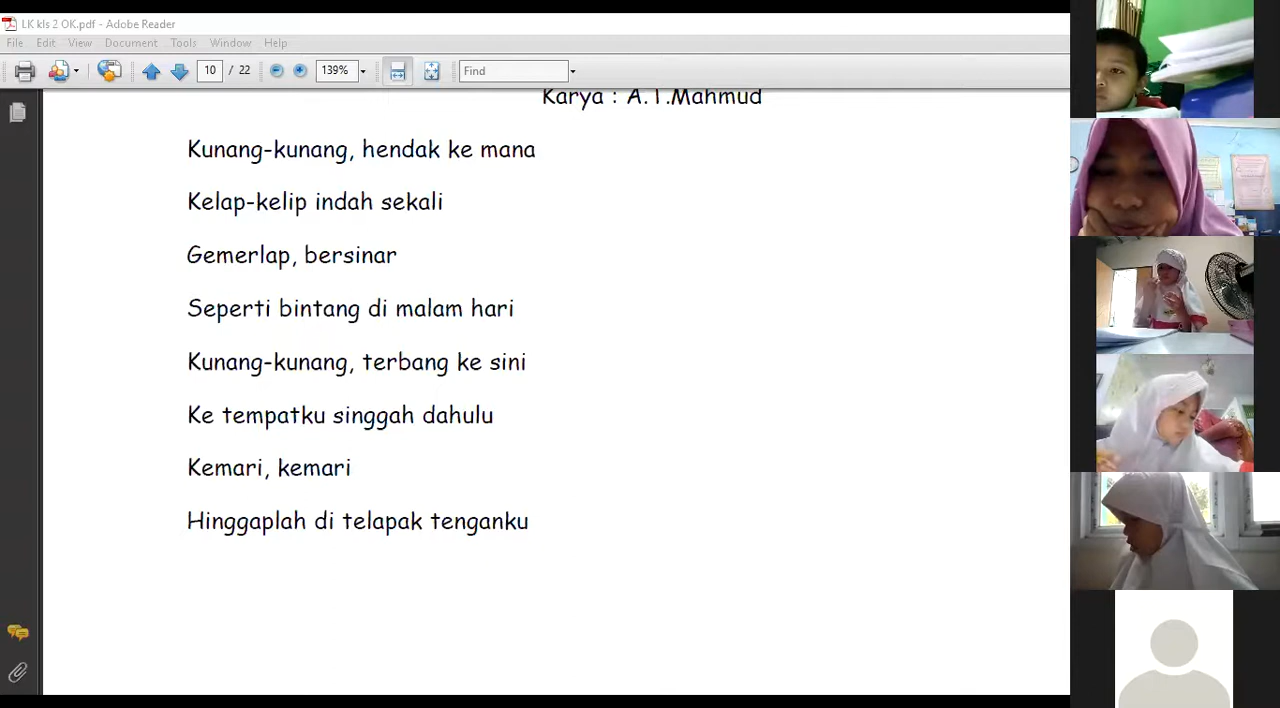 LK kls 2 OK.pdf - Adobe Reader
File Edit View Document Tools Window Help
10 / 22 139% Find
Karya : A.T.Mahmud
Kunang-kunang, hendak ke mana
Kelap-kelip indah sekali
Gemerlap, bersinar
Seperti bintang di malam hari
Kunang-kunang, terbang ke sini
Ke tempatku singgah dahulu
Kemari, kemari
Hinggaplah di telapak tenganku